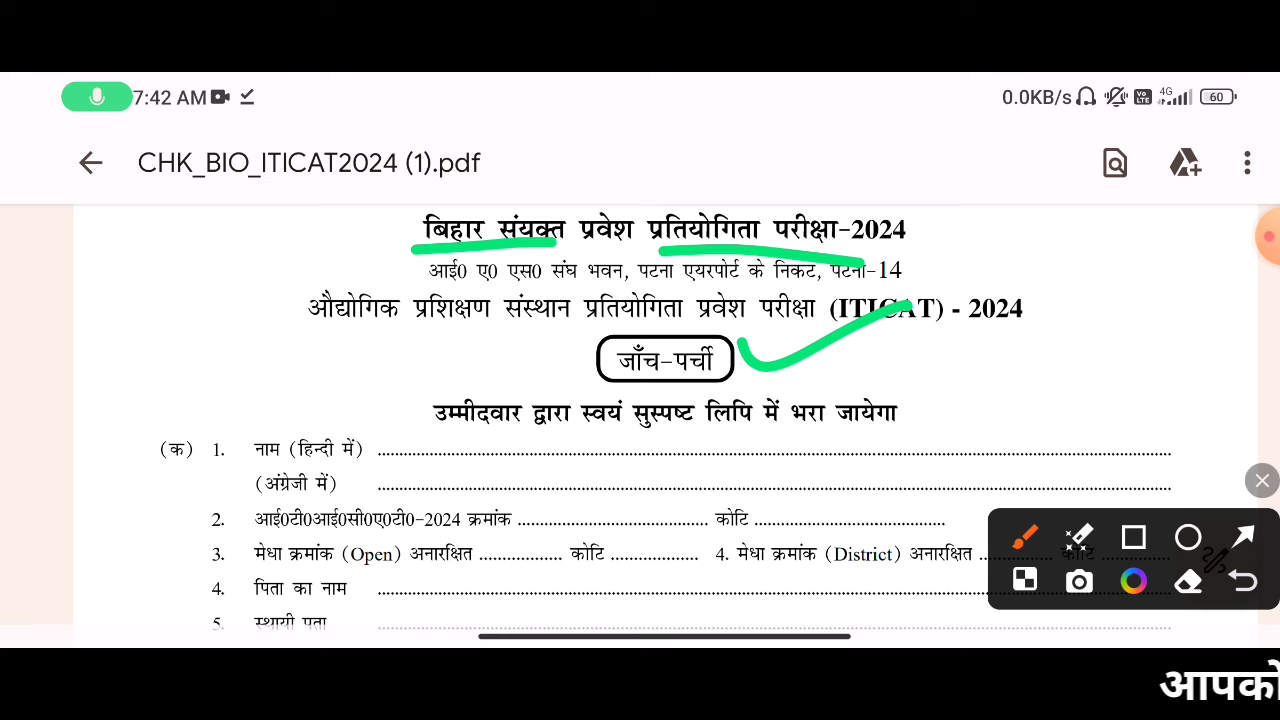 7:42 AM 0.0KB/s Vo LTE 4G 60
CHK_BIO_ITICAT2024 (1).pdf
बिहार संयक्त प्रवेश प्रतियोगिता परीक्षा-2024
आई0 ए0 एस0 संघ भवन, पटना एयरपोर्ट के निकट, पटना-14
औद्योगिक प्रशिक्षण संस्थान प्रतियोगिता प्रवेश परीक्षा (ITICAT) - 2024
जाँच-पर्ची
उम्मीदवार द्वारा स्वयं सुस्पष्ट लिपि में भरा जायेगा
(क) 1. नाम (हिन्दी में) ..........
(अंग्रेजी में) ..........
2. आई0टी0आई0सी0ए0टी0-2024 क्रमांक .......... कोटि ..........
3. मेधा क्रमांक (Open) अनारक्षित .......... कोटि .......... 4. मेधा क्रमांक (District) अनारक्षित .......... कोटि ..........
4. पिता का नाम ..........
5. स्थायी पता ..........
आपको